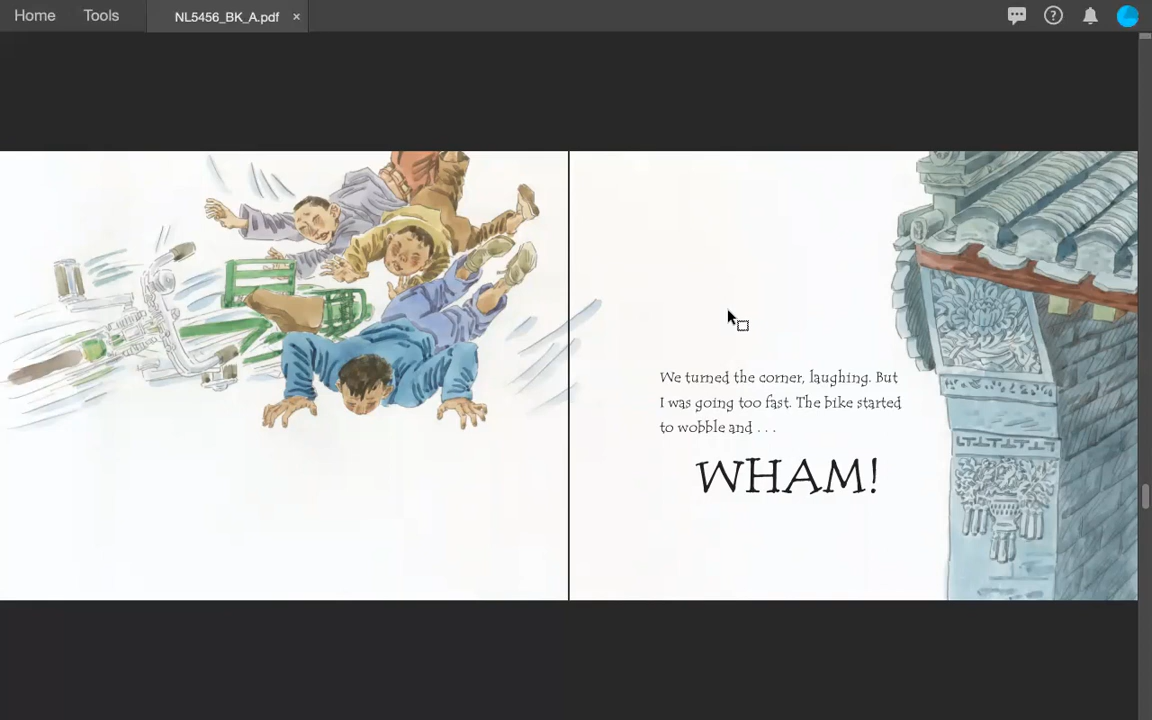 Home
Tools
NL5456_BK_A.pdf
×
?
We turned the corner, laughing. But
I was going too fast. The bike started
to wobble and . . .
WHAM!